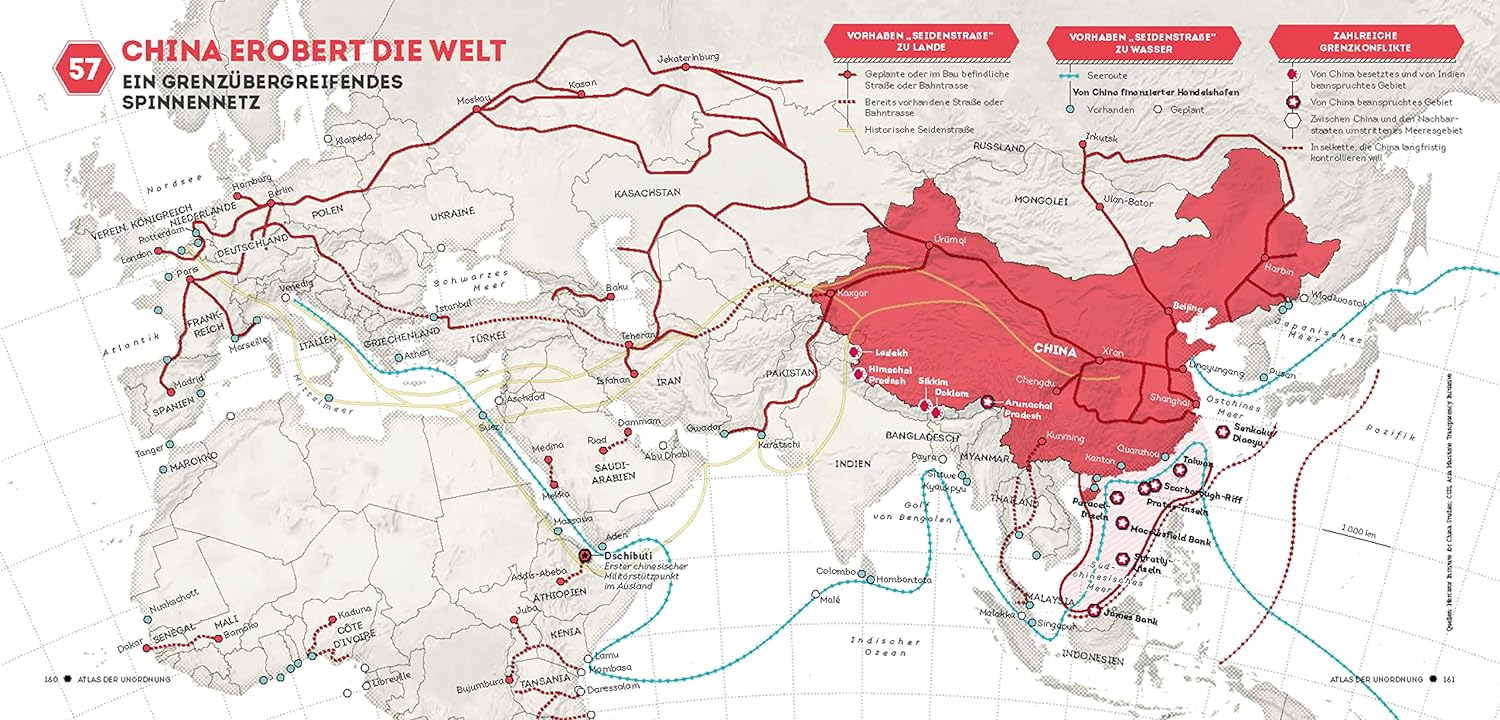 57
CHINA EROBERT DIE WELT
EIN GRENZÜBERGREIFENDES
SPINNENNETZ
VORHABEN „SEIDENSTRAẞE“
ZU LANDE
Geplante oder im Bau befindliche
Straße oder Bahntrasse
Bereits vorhandene Straße oder
Bahntrasse
Historische Seidenstraße
VORHABEN „SEIDENSTRAẞE“
ZU WASSER
Seeroute
Von China finanzierter Handelshafen
Vorhanden
Geplant
ZAHLREICHE
GRENZKONFLIKTE
Von China besetztes und von Indien
beanspruchtes Gebiet
Von China beanspruchtes Gebiet
Zwischen China und den Nachbar-
staaten umstrittenes Meeresgebiet
Inselkette, die China langfristig
kontrollieren will
Jekaterinburg
Kasan
Moskau
Klaipėda
Nordsee
Hamburg
Berlin
VEREIN. KÖNIGREICH
NIEDERLANDE
Rotterdam
London
DEUTSCHLAND
POLEN
UKRAINE
KASACHSTAN
RUSSLAND
Irkutsk
MONGOLEI
Ulan-Bator
Paris
Venedig
Schwarzes
Meer
Baku
Ürümqi
Kaxgar
Harbin
Wladiwostok
Beijing
Japanisches
Meer
Atlantik
FRANK-
REICH
Marseille
ITALIEN
Istanbul
GRIECHENLAND
TÜRKEI
Athen
Teheran
Isfahan
IRAN
PAKISTAN
CHINA
Xi'an
Lianyungang
Pusan
Chengdu
Shanghai
Ostchines.
Meer
Pazifik
Madrid
SPANIEN
Mittelmeer
Aschdod
Suez
Ladakh
Himachal
Pradesh
Sikkim
Doklam
Arunachal
Pradesh
Senkaku/
Diaoyu
Tanger
MAROKKO
Medina
Riad
Dammam
SAUDI-
ARABIEN
Mekka
Abu Dhabi
Gwadar
Karatschi
INDIEN
BANGLADESCH
Payra
MYANMAR
Sittwe
Kyaukpyu
Kunming
Kanton
Quanzhou
Taiwan
Scarborough-Riff
Pratas-Inseln
Paracel-
Inseln
Macclesfield Bank
Spratly-
Inseln
Süd-
chinesisches
Meer
James Bank
THAILAND
Golf
von Bengalen
1 000 km
Massaua
Aden
Dschibuti
Erster chinesischer
Militärstützpunkt
im Ausland
Addis-Abeba
ÄTHIOPIEN
Colombo
Hambantota
Malé
Indischer
Ozean
MALAYSIA
Malakka
Singapur
INDONESIEN
Nuakschott
Dakar
SENEGAL
MALI
Bamako
Kaduna
CÔTE
D'IVOIRE
Libreville
Juba
KENIA
Lamu
Mombasa
Bujumbura
TANSANIA
Daressalam
Quellen: Mercator Institute for China Studies; CSIS, Asia Maritime Transparency Initiative
160
ATLAS DER UNORDNUNG
ATLAS DER UNORDNUNG
161